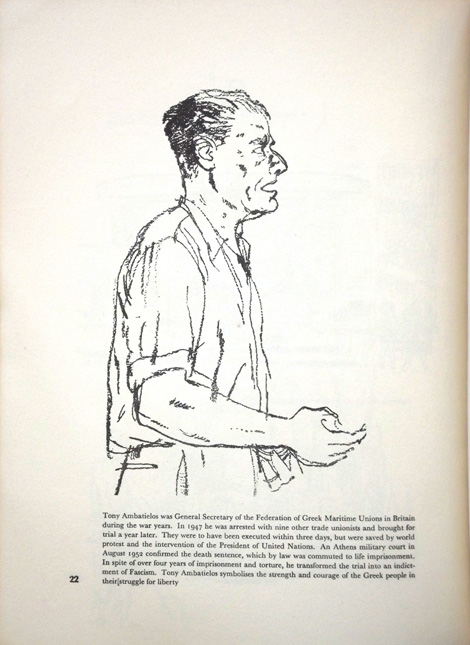 Tony Ambatielos was General Secretary of the Federation of Greek Maritime Unions in Britain
during the war years. In 1947 he was arrested with nine other trade unionists and brought for
trial a year later. They were to have been executed within three days, but were saved by world
protest and the intervention of the President of United Nations. An Athens military court in
August 1952 confirmed the death sentence, which by law was commuted to life imprisonment.
In spite of over four years of imprisonment and torture, he transformed the trial into an indict-
ment of Fascism. Tony Ambatielos symbolises the strength and courage of the Greek people in
their struggle for liberty
22